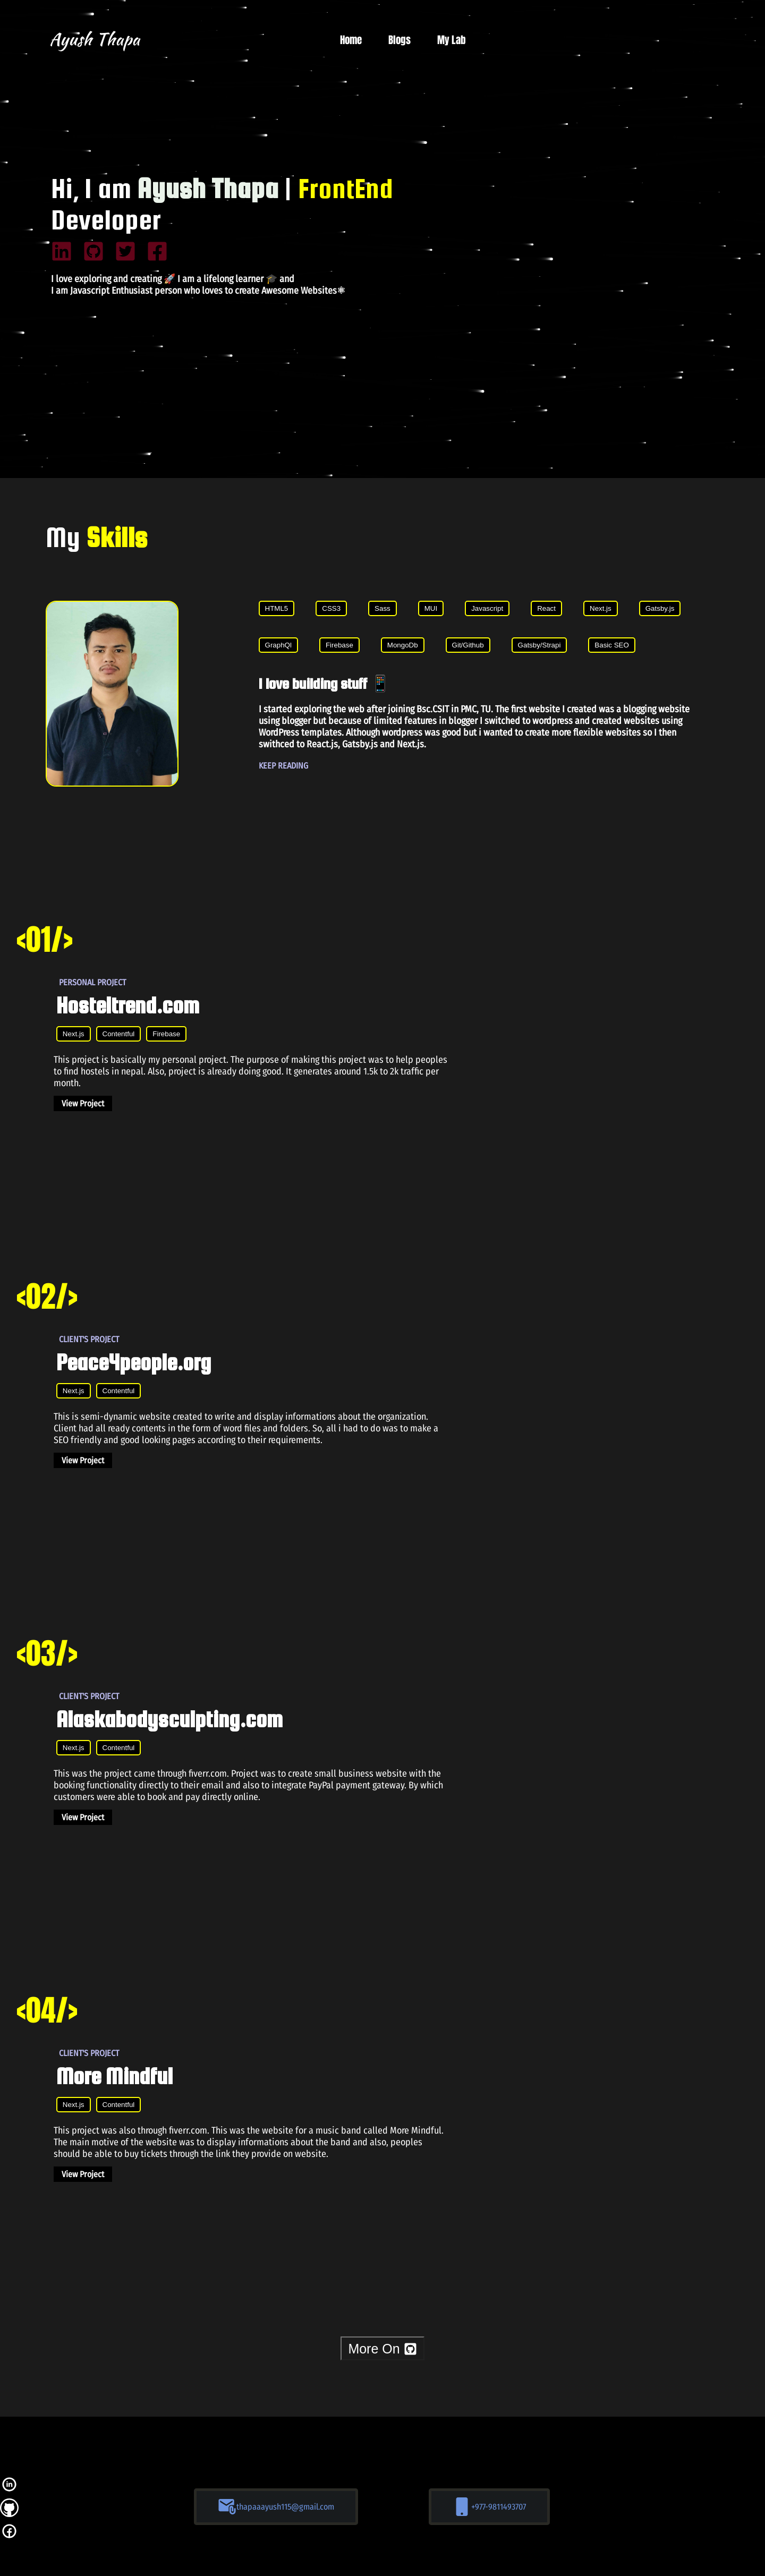 Ayush Thapa
Home Blogs My Lab
Hi, I am Ayush Thapa | FrontEnd
Developer
I love exploring and creating 🚀 I am a lifelong learner 🎓 and
I am Javascript Enthusiast person who loves to create Awesome Websites⚛
My Skills
HTML5 CSS3 Sass MUI Javascript React Next.js Gatsby.js
GraphQl Firebase MongoDb Git/Github Gatsby/Strapi Basic SEO
I love building stuff 📱
I started exploring the web after joining Bsc.CSIT in PMC, TU. The first website I created was a blogging website
using blogger but because of limited features in blogger I switched to wordpress and created websites using
WordPress templates. Although wordpress was good but i wanted to create more flexible websites so I then
swithced to React.js, Gatsby.js and Next.js.
KEEP READING
<01/>
PERSONAL PROJECT
Hosteltrend.com
Next.js Contentful Firebase
This project is basically my personal project. The purpose of making this project was to help peoples
to find hostels in nepal. Also, project is already doing good. It generates around 1.5k to 2k traffic per
month.
View Project
<02/>
CLIENT'S PROJECT
Peace4people.org
Next.js Contentful
This is semi-dynamic website created to write and display informations about the organization.
Client had all ready contents in the form of word files and folders. So, all i had to do was to make a
SEO friendly and good looking pages according to their requirements.
View Project
<03/>
CLIENT'S PROJECT
Alaskabodysculpting.com
Next.js Contentful
This was the project came through fiverr.com. Project was to create small business website with the
booking functionality directly to their email and also to integrate PayPal payment gateway. By which
customers were able to book and pay directly online.
View Project
<04/>
CLIENT'S PROJECT
More Mindful
Next.js Contentful
This project was also through fiverr.com. This was the website for a music band called More Mindful.
The main motive of the website was to display informations about the band and also, peoples
should be able to buy tickets through the link they provide on website.
View Project
More On
thapaaayush115@gmail.com
+977-9811493707